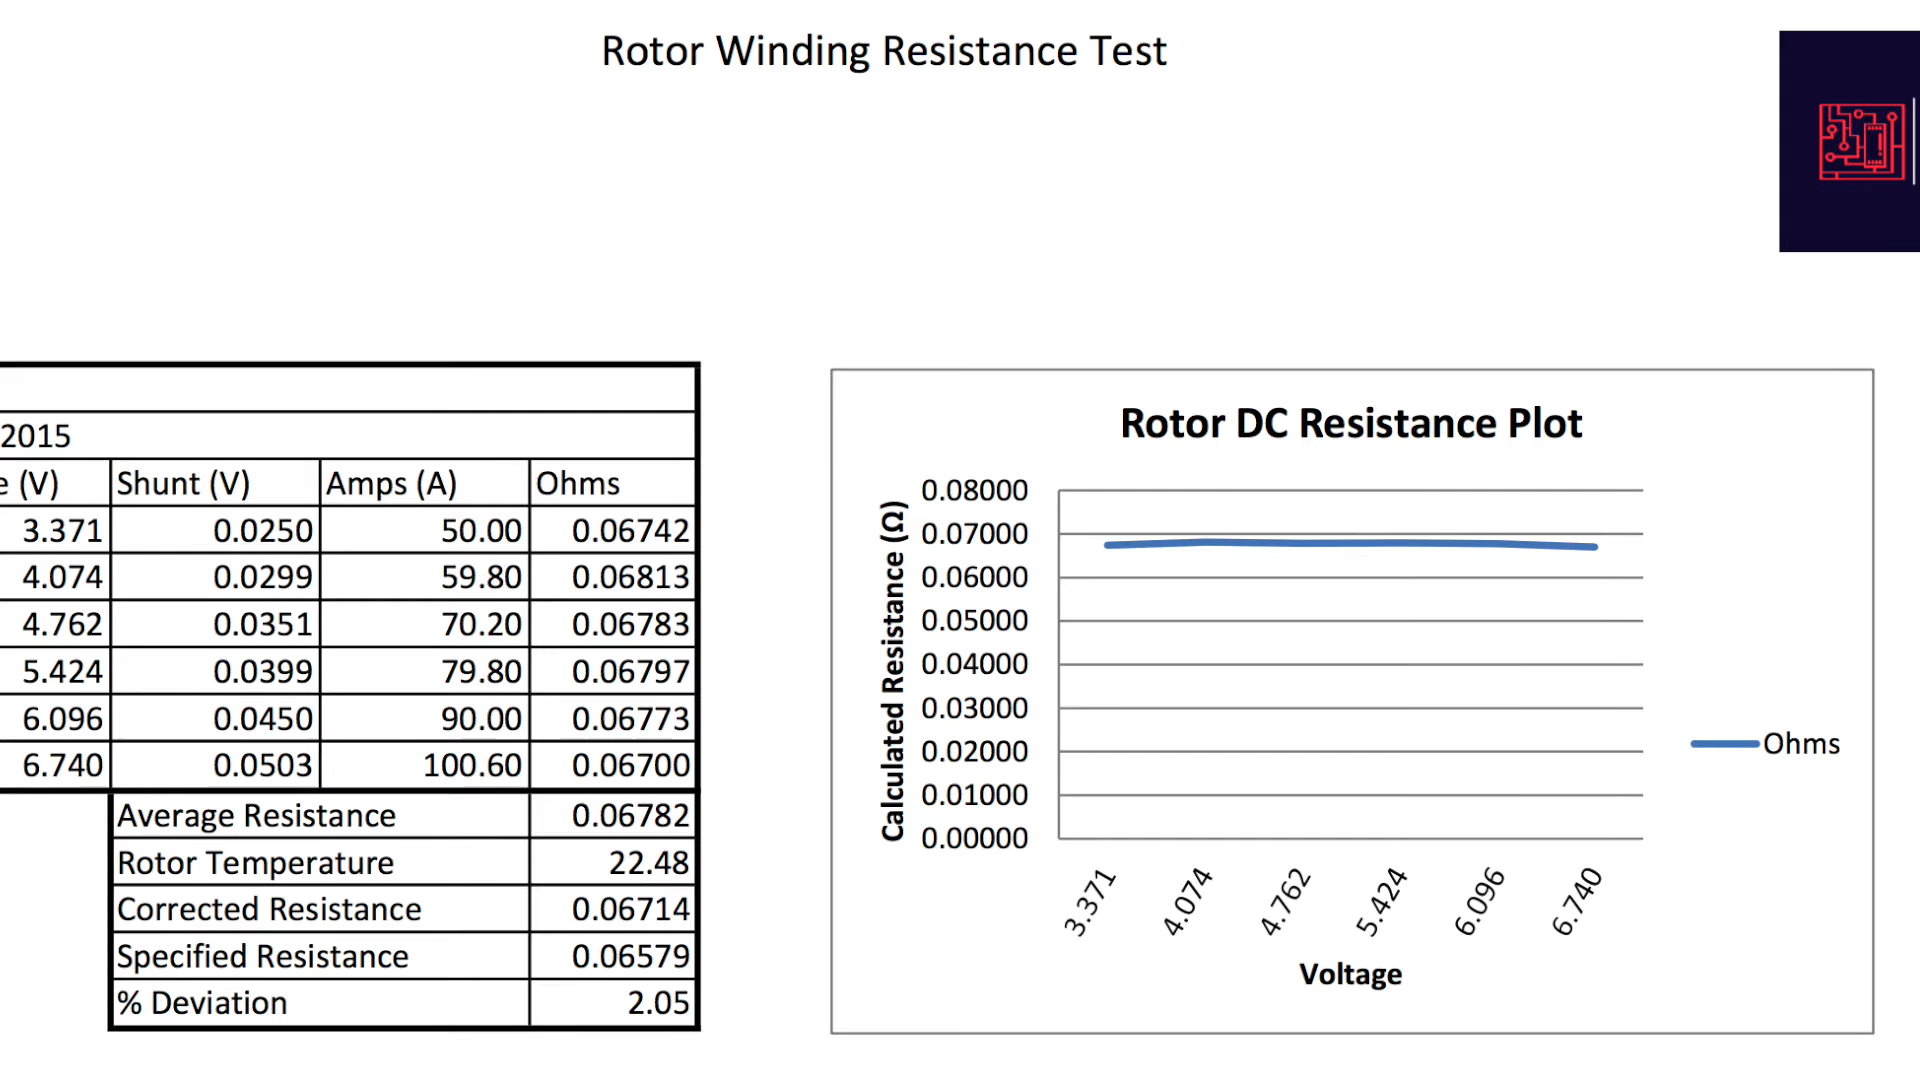 Rotor Winding Resistance Test
2015
e (V) Shunt (V) Amps (A) Ohms
3.371 0.0250 50.00 0.06742
4.074 0.0299 59.80 0.06813
4.762 0.0351 70.20 0.06783
5.424 0.0399 79.80 0.06797
6.096 0.0450 90.00 0.06773
6.740 0.0503 100.60 0.06700
Average Resistance 0.06782
Rotor Temperature 22.48
Corrected Resistance 0.06714
Specified Resistance 0.06579
% Deviation 2.05
Rotor DC Resistance Plot
Calculated Resistance (Ω)
0.08000
0.07000
0.06000
0.05000
0.04000
0.03000
0.02000
0.01000
0.00000
3.371 4.074 4.762 5.424 6.096 6.740
Voltage
Ohms